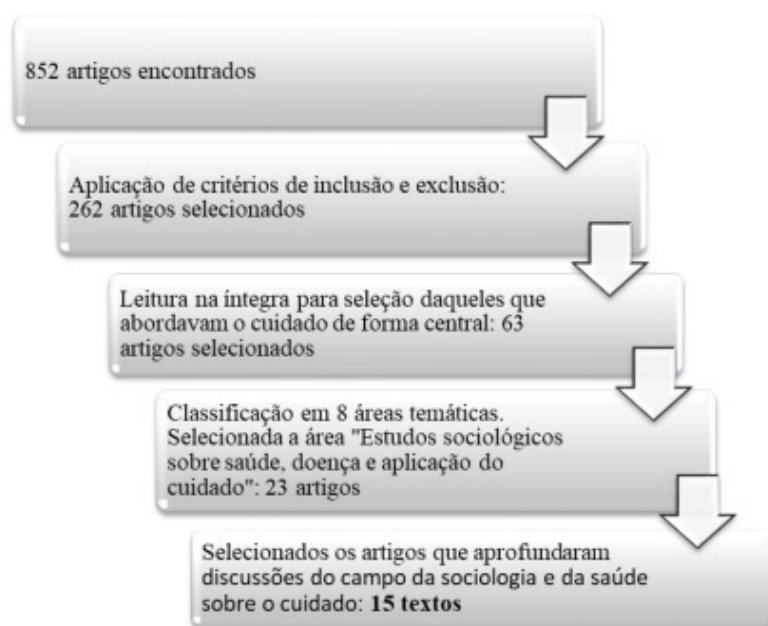 852 artigos encontrados
Aplicação de critérios de inclusão e exclusão:
262 artigos selecionados
Leitura na íntegra para seleção daqueles que
abordavam o cuidado de forma central: 63
artigos selecionados
Classificação em 8 áreas temáticas.
Selecionada a área "Estudos sociológicos
sobre saúde, doença e aplicação do
cuidado": 23 artigos
Selecionados os artigos que aprofundaram
discussões do campo da sociologia e da saúde
sobre o cuidado: 15 textos